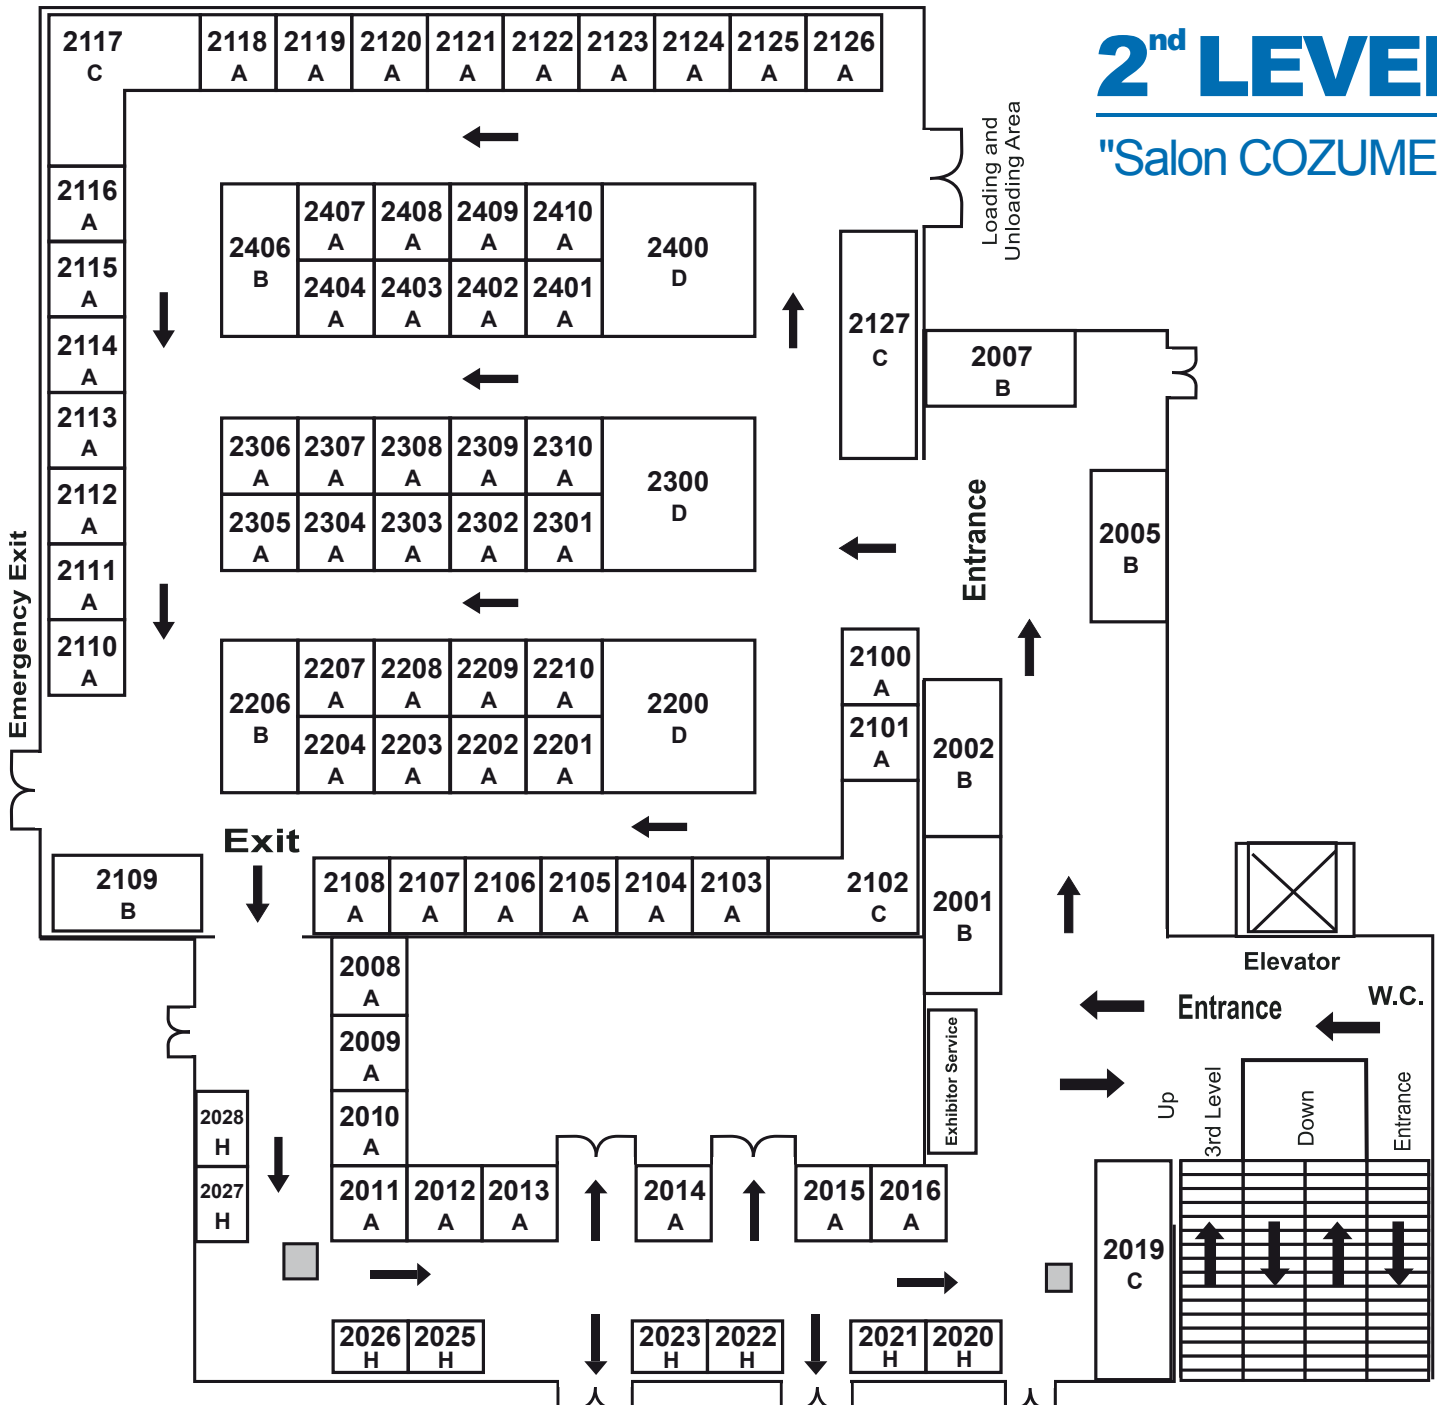 2nd LEVEL
"Salon COZUME
2117 2118 2119 2120 2121 2122 2123 2124 2125 2126
C A A A A A A A A A
Loading and
Unloading Area
2116
A
2115
A
2114
A
2113
A
2112
A
2111
A
2110
A
Emergency Exit
2406
B
2407 2408 2409 2410
A A A A
2404 2403 2402 2401
A A A A
2400
D
2127
C
2007
B
2306 2307 2308 2309 2310
A A A A A
2305 2304 2303 2302 2301
A A A A A
2300
D
Entrance
2005
B
2206
B
2207 2208 2209 2210
A A A A
2204 2203 2202 2201
A A A A
2200
D
2100
A
2101
A
2002
B
2001
B
Exit
2109
B
2108 2107 2106 2105 2104 2103 2102
A A A A A A C
Elevator
Entrance
W.C.
2008
A
2009
A
2010
A
Exhibitor Service
Up
3rd Level
Down
Entrance
2028
H
2027
H
2011 2012 2013 2014 2015 2016
A A A A A A
2019
C
2026 2025 2023 2022 2021 2020
H H H H H H